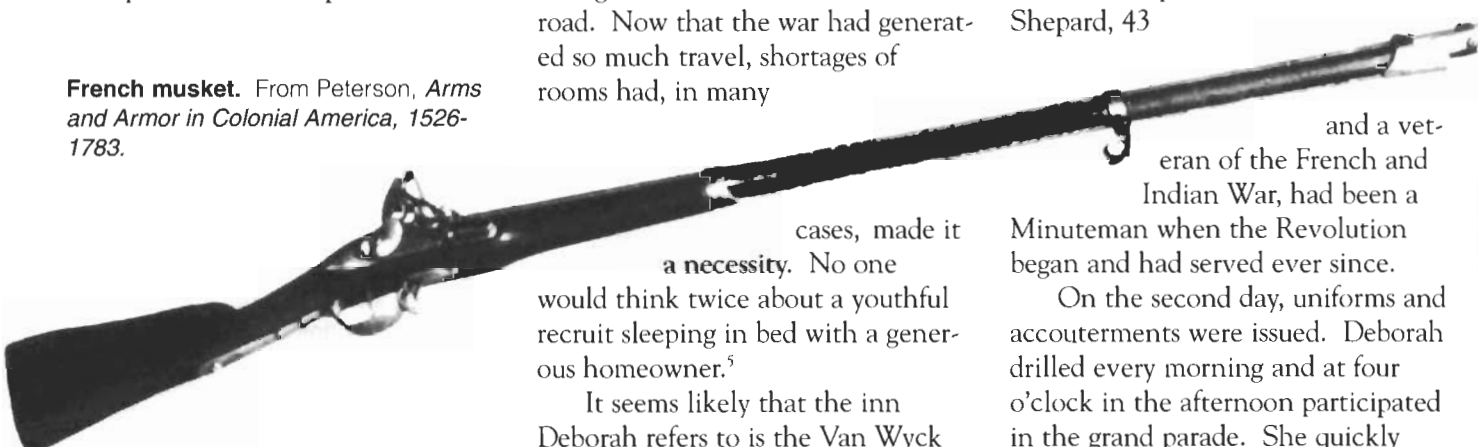 French musket. From Peterson, Arms
and Armor in Colonial America, 1526-
1783.
road. Now that the war had generat-
ed so much travel, shortages of
rooms had, in many
cases, made it
a necessity. No one
would think twice about a youthful
recruit sleeping in bed with a gener-
ous homeowner.5
It seems likely that the inn
Deborah refers to is the Van Wyck
Shepard, 43
and a vet-
eran of the French and
Indian War, had been a
Minuteman when the Revolution
began and had served ever since.
On the second day, uniforms and
accouterments were issued. Deborah
drilled every morning and at four
o'clock in the afternoon participated
in the grand parade. She quickly